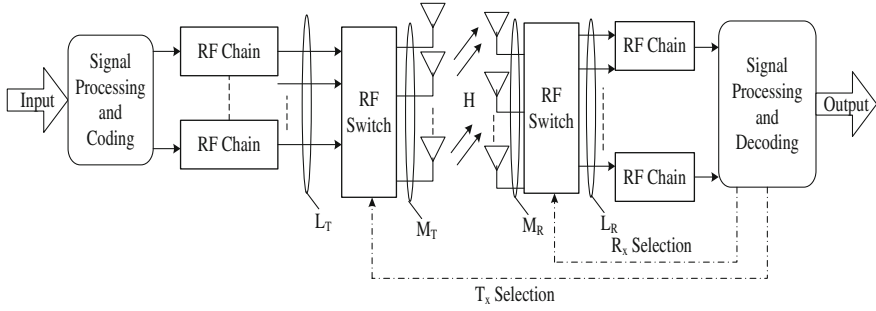 Input
Signal
Processing
and
Coding
RF Chain
RF Chain
L_T
RF
Switch
M_T
H
M_R
RF
Switch
L_R
RF Chain
RF Chain
Signal
Processing
and
Decoding
Output
R_x Selection
T_x Selection